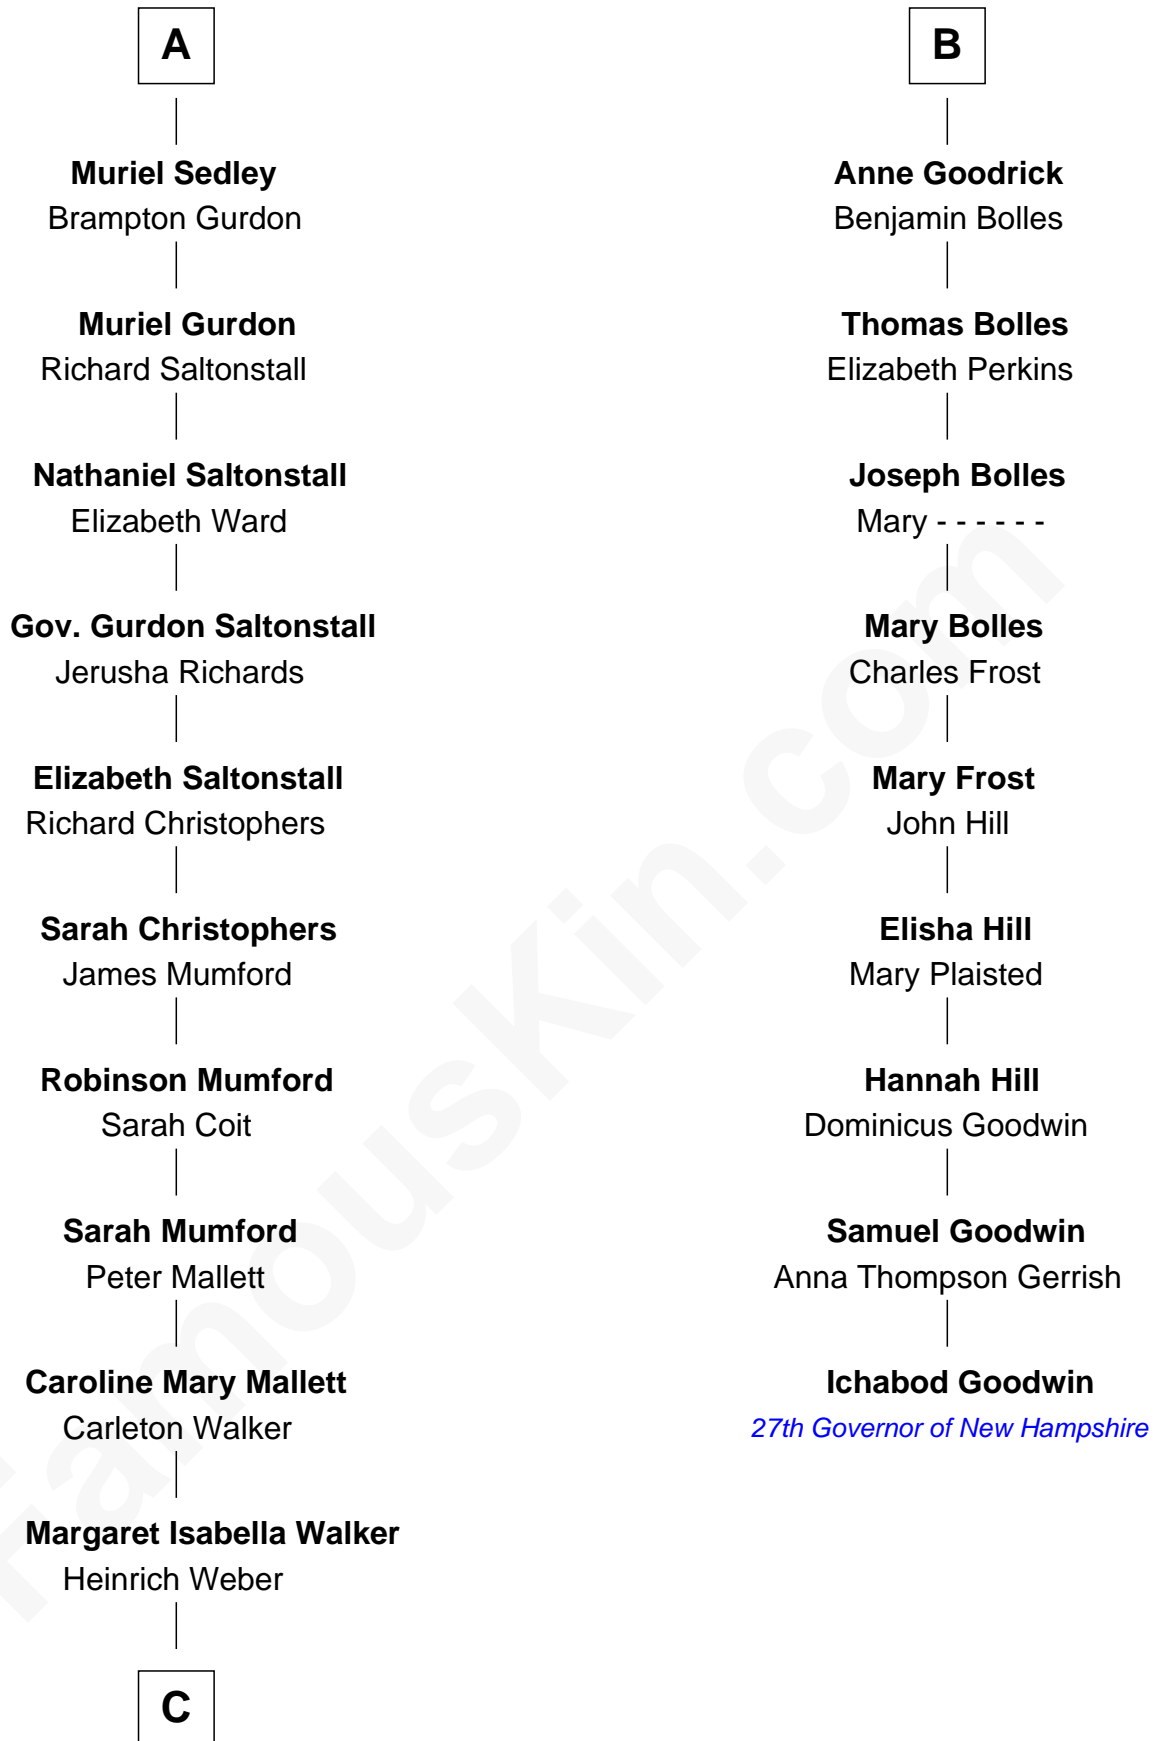 A
Muriel Sedley
Brampton Gurdon
Muriel Gurdon
Richard Saltonstall
Nathaniel Saltonstall
Elizabeth Ward
Gov. Gurdon Saltonstall
Jerusha Richards
Elizabeth Saltonstall
Richard Christophers
Sarah Christophers
James Mumford
Robinson Mumford
Sarah Coit
Sarah Mumford
Peter Mallett
Caroline Mary Mallett
Carleton Walker
Margaret Isabella Walker
Heinrich Weber
C
B
Anne Goodrick
Benjamin Bolles
Thomas Bolles
Elizabeth Perkins
Joseph Bolles
Mary - - - - - -
Mary Bolles
Charles Frost
Mary Frost
John Hill
Elisha Hill
Mary Plaisted
Hannah Hill
Dominicus Goodwin
Samuel Goodwin
Anna Thompson Gerrish
Ichabod Goodwin
27th Governor of New Hampshire
FamousKin.com